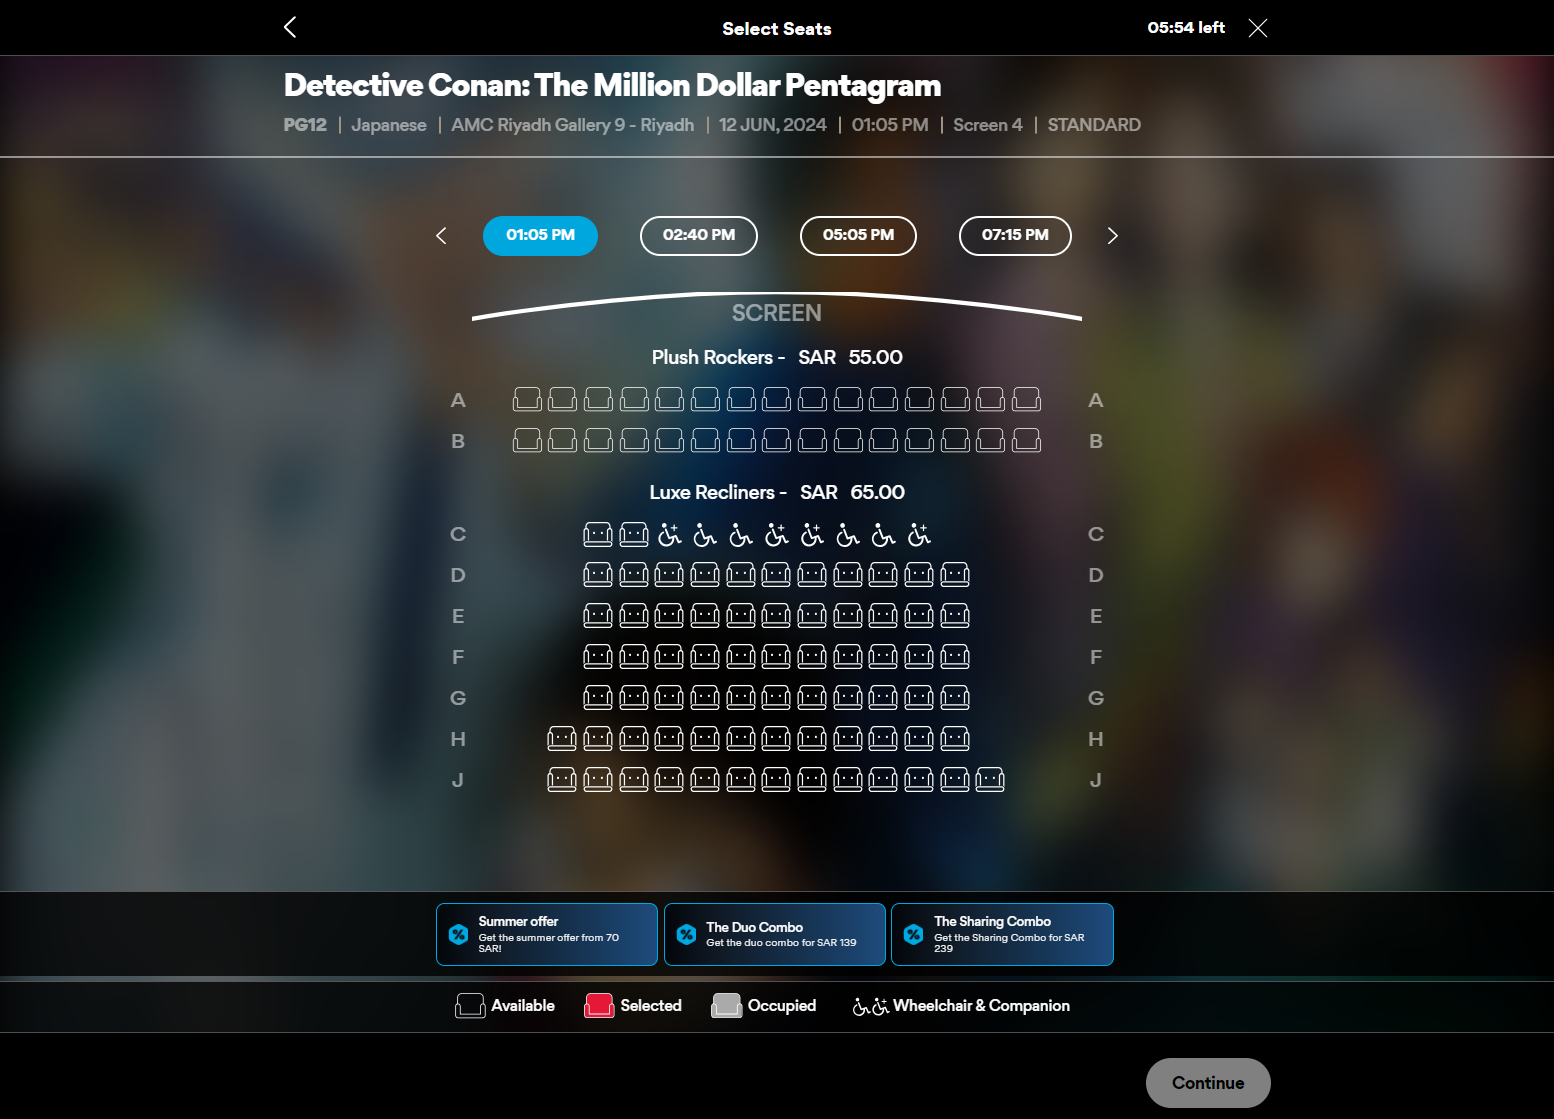 Select Seats
05:54 left
Detective Conan: The Million Dollar Pentagram
PG12 | Japanese | AMC Riyadh Gallery 9 - Riyadh | 12 JUN, 2024 | 01:05 PM | Screen 4 | STANDARD
01:05 PM
02:40 PM
05:05 PM
07:15 PM
SCREEN
Plush Rockers - SAR 55.00
A A
B B
Luxe Recliners - SAR 65.00
C C
D D
E E
F F
G G
H H
J J
Summer offer
Get the summer offer from 70
SAR!
The Duo Combo
Get the duo combo for SAR 139
The Sharing Combo
Get the Sharing Combo for SAR
239
Available
Selected
Occupied
Wheelchair & Companion
Continue